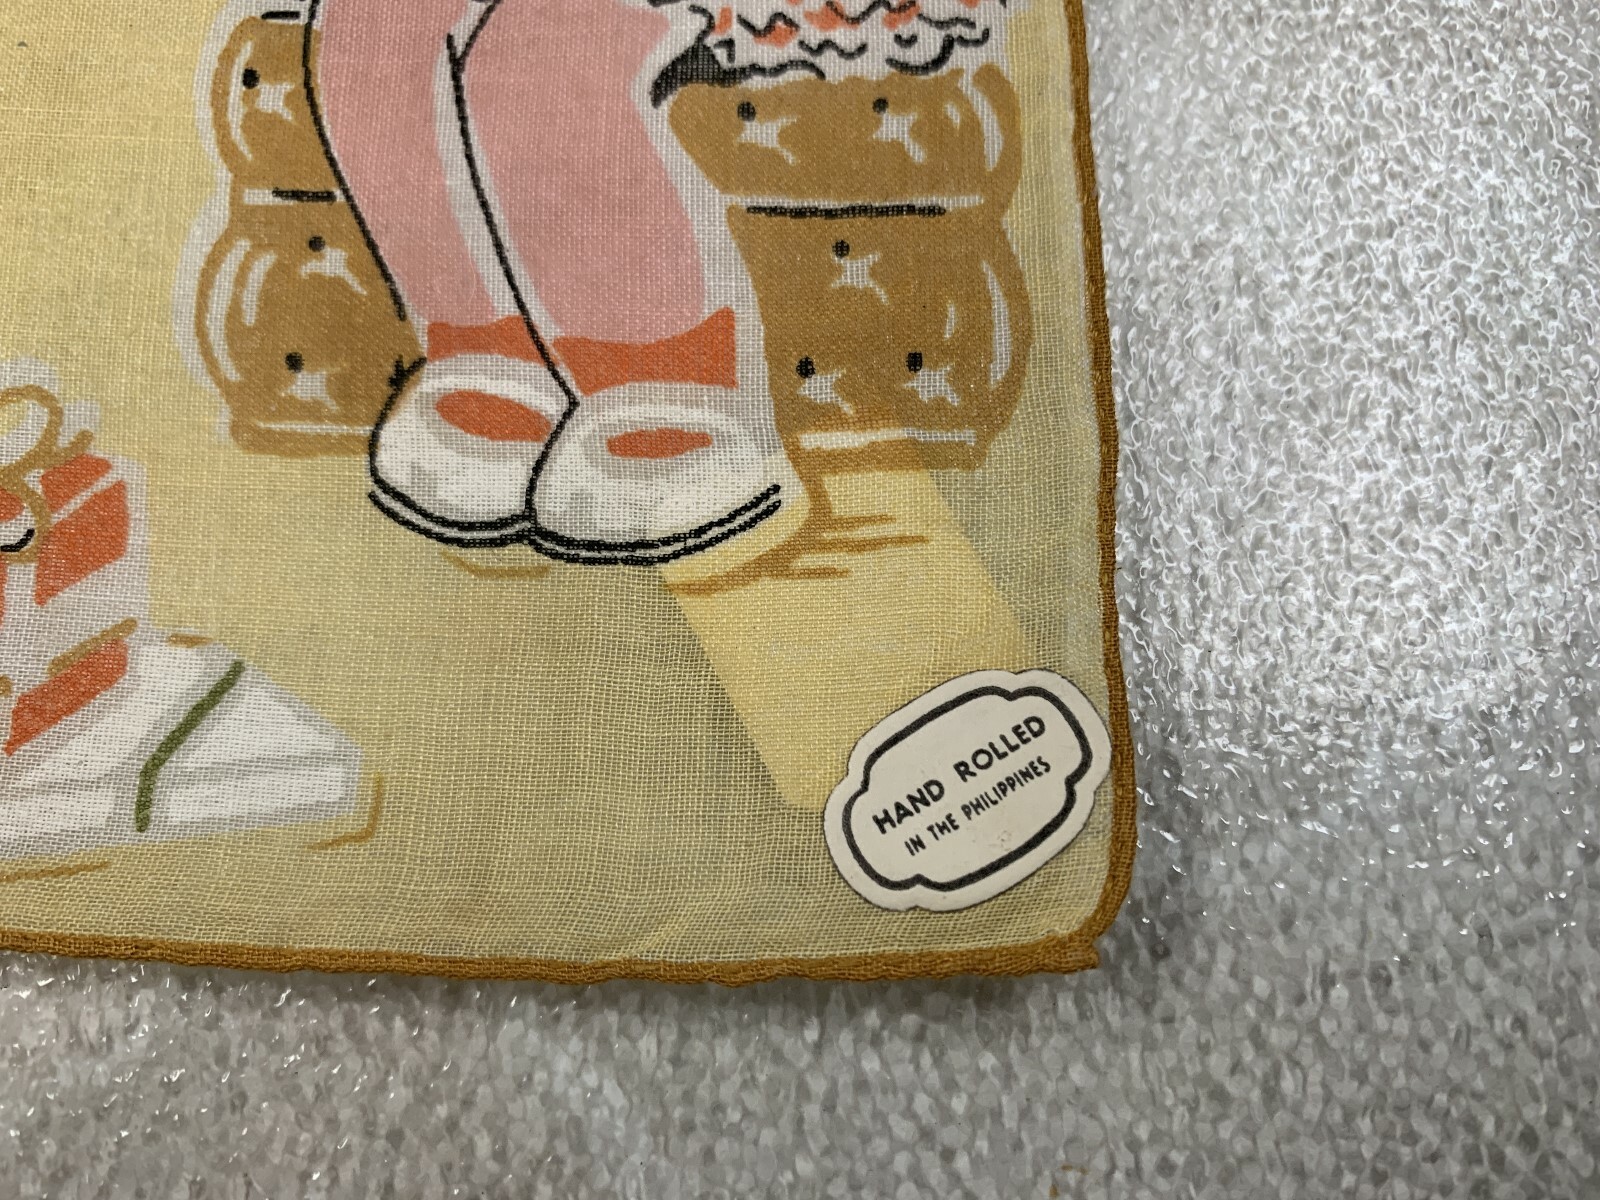 HAND ROLLED
IN THE PHILIPPINES